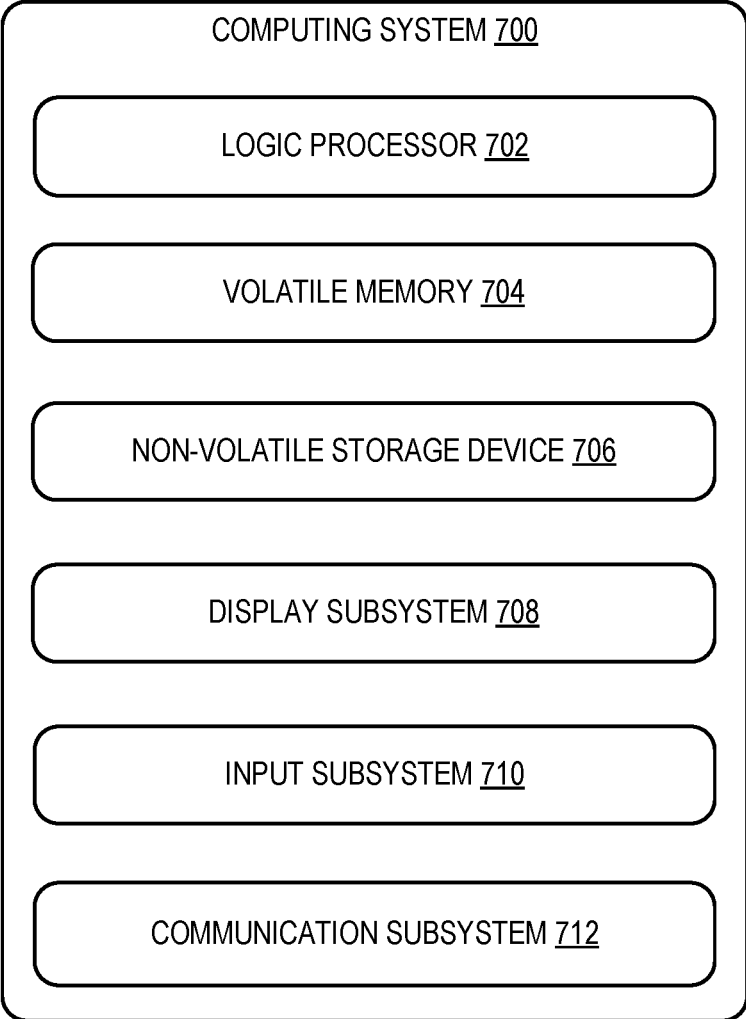 COMPUTING SYSTEM 700
LOGIC PROCESSOR 702
VOLATILE MEMORY 704
NON-VOLATILE STORAGE DEVICE 706
DISPLAY SUBSYSTEM 708
INPUT SUBSYSTEM 710
COMMUNICATION SUBSYSTEM 712